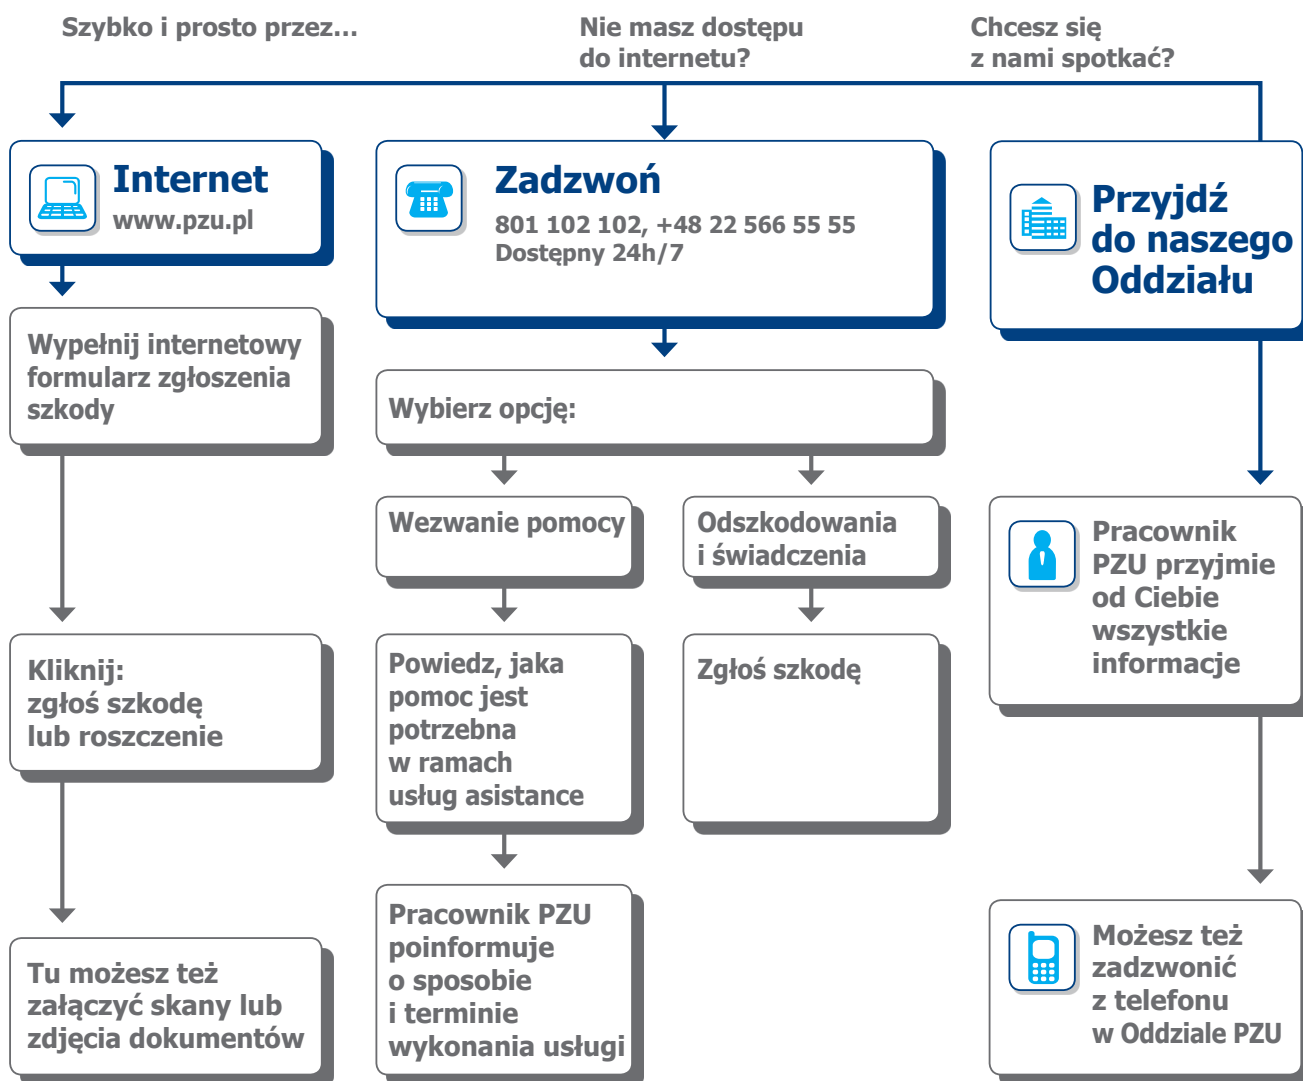 Szybko i prosto przez...
Nie masz dostępu
do internetu?
Chcesz się
z nami spotkać?
Internet
www.pzu.pl
Zadzwoń
801 102 102, +48 22 566 55 55
Dostępny 24h/7
Przyjdź
do naszego
Oddziału
Wypełnij internetowy
formularz zgłoszenia
szkody
Wybierz opcję:
Wezwanie pomocy
Odszkodowania
i świadczenia
Pracownik
PZU przyjmie
od Ciebie
wszystkie
informacje
Kliknij:
zgłoś szkodę
lub roszczenie
Powiedz, jaka
pomoc jest
potrzebna
w ramach
usług asistance
Zgłoś szkodę
Tu możesz też
załączyć skany lub
zdjęcia dokumentów
Pracownik PZU
poinformuje
o sposobie
i terminie
wykonania usługi
Możesz też
zadzwonić
z telefonu
w Oddziale PZU